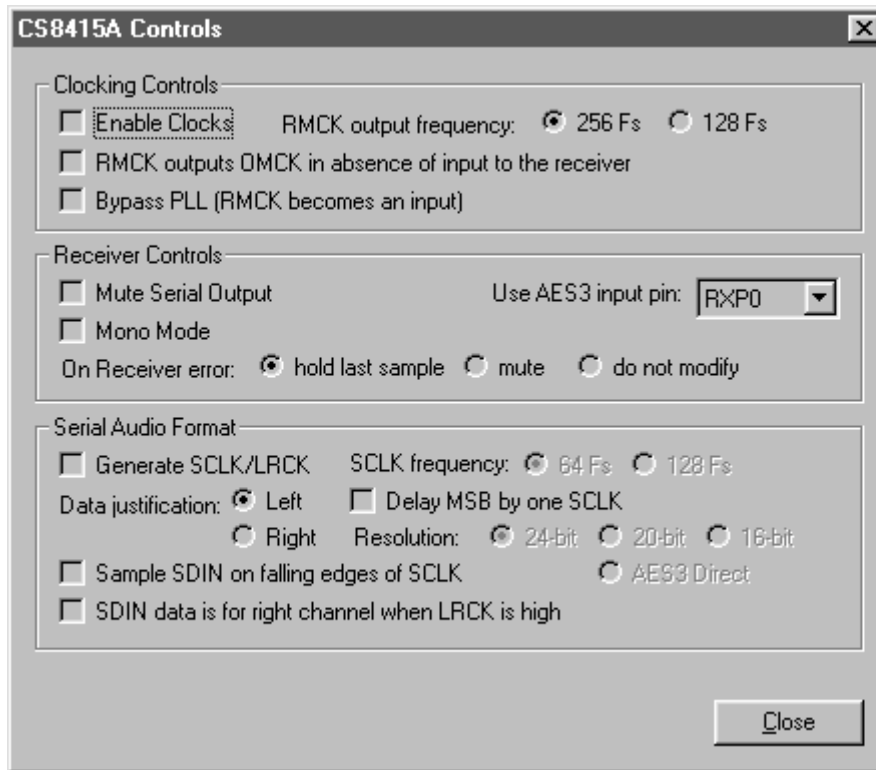 CS8415A Controls
Clocking Controls
Enable Clocks RMCK output frequency: 256 Fs 128 Fs
RMCK outputs OMCK in absence of input to the receiver
Bypass PLL (RMCK becomes an input)
Receiver Controls
Mute Serial Output Use AES3 input pin: RXP0
Mono Mode
On Receiver error: hold last sample mute do not modify
Serial Audio Format
Generate SCLK/LRCK SCLK frequency: 64 Fs 128 Fs
Data justification: Left Delay MSB by one SCLK
Right Resolution: 24-bit 20-bit 16-bit
Sample SDIN on falling edges of SCLK AES3 Direct
SDIN data is for right channel when LRCK is high
Close